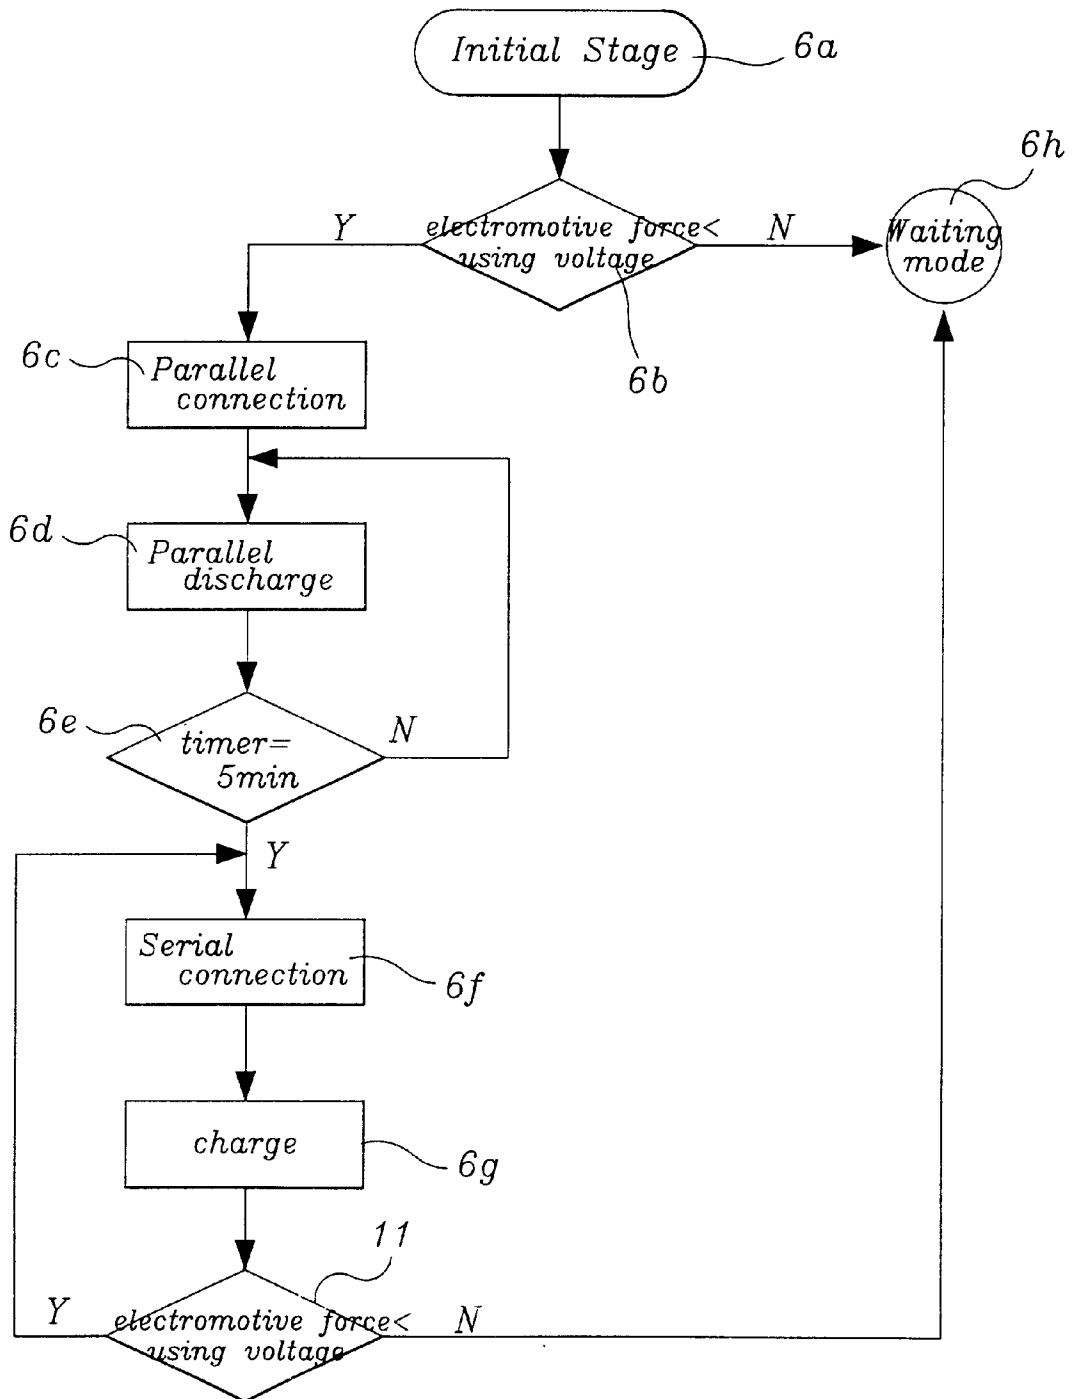 Initial Stage
6a
6h
Y
electromotive force<
using voltage
N
Waiting
mode
6b
6c
Parallel
connection
6d
Parallel
discharge
6e
timer=
5min
N
Y
Serial
connection
6f
charge
6g
11
Y
electromotive force<
using voltage
N